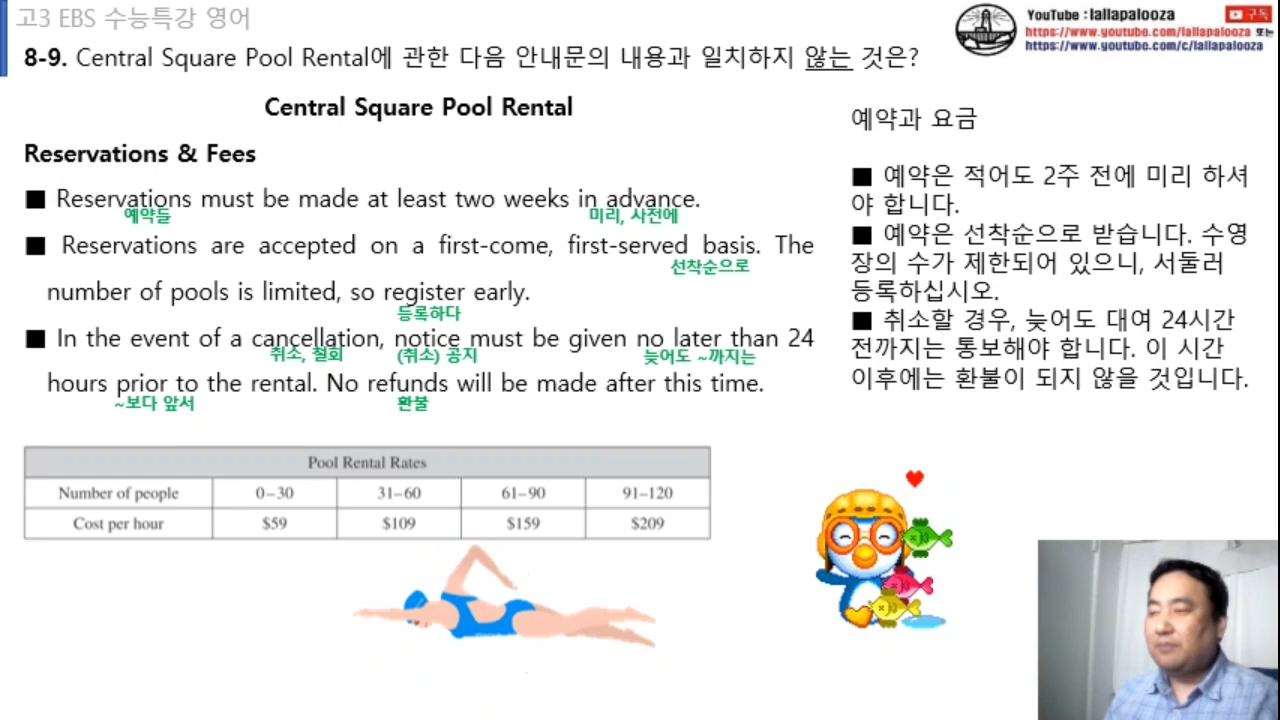 고3 EBS 수능특강 영어
YouTube : lallapalooza
구독
https://www.youtube.com/lallapalooza 또는
https://www.youtube.com/c/lallapalooza
8-9. Central Square Pool Rental에 관한 다음 안내문의 내용과 일치하지 않는 것은?
Central Square Pool Rental
Reservations & Fees
■ Reservations must be made at least two weeks in advance.
예약들 미리, 사전에
■ Reservations are accepted on a first-come, first-served basis. The
선착순으로
number of pools is limited, so register early.
등록하다
■ In the event of a cancellation, notice must be given no later than 24
취소, 철회 (취소) 공지 늦어도 ~까지는
hours prior to the rental. No refunds will be made after this time.
~보다 앞서 환불
예약과 요금
■ 예약은 적어도 2주 전에 미리 하셔
야 합니다.
■ 예약은 선착순으로 받습니다. 수영
장의 수가 제한되어 있으니, 서둘러
등록하십시오.
■ 취소할 경우, 늦어도 대여 24시간
전까지는 통보해야 합니다. 이 시간
이후에는 환불이 되지 않을 것입니다.
Pool Rental Rates
Number of people 0–30 31–60 61–90 91–120
Cost per hour $59 $109 $159 $209